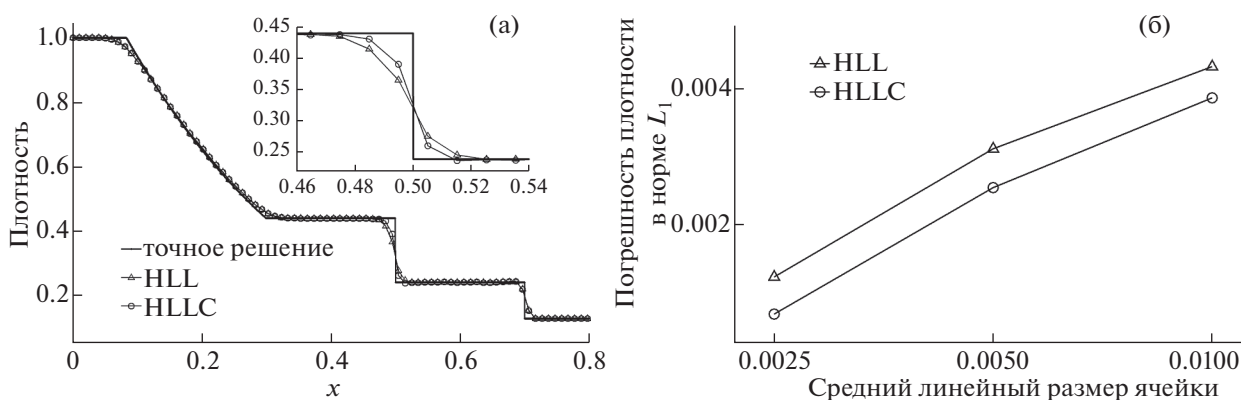 (а)
Плотность
1.0
0.8
0.6
0.4
0.2
0
0.2
0.4
0.6
0.8
x
точное решение
HLL
HLLC
0.45
0.40
0.35
0.30
0.25
0.46
0.48
0.50
0.52
0.54
(б)
Погрешность плотности
в норме L₁
0.004
0.002
HLL
HLLC
0.0025
0.0050
0.0100
Средний линейный размер ячейки